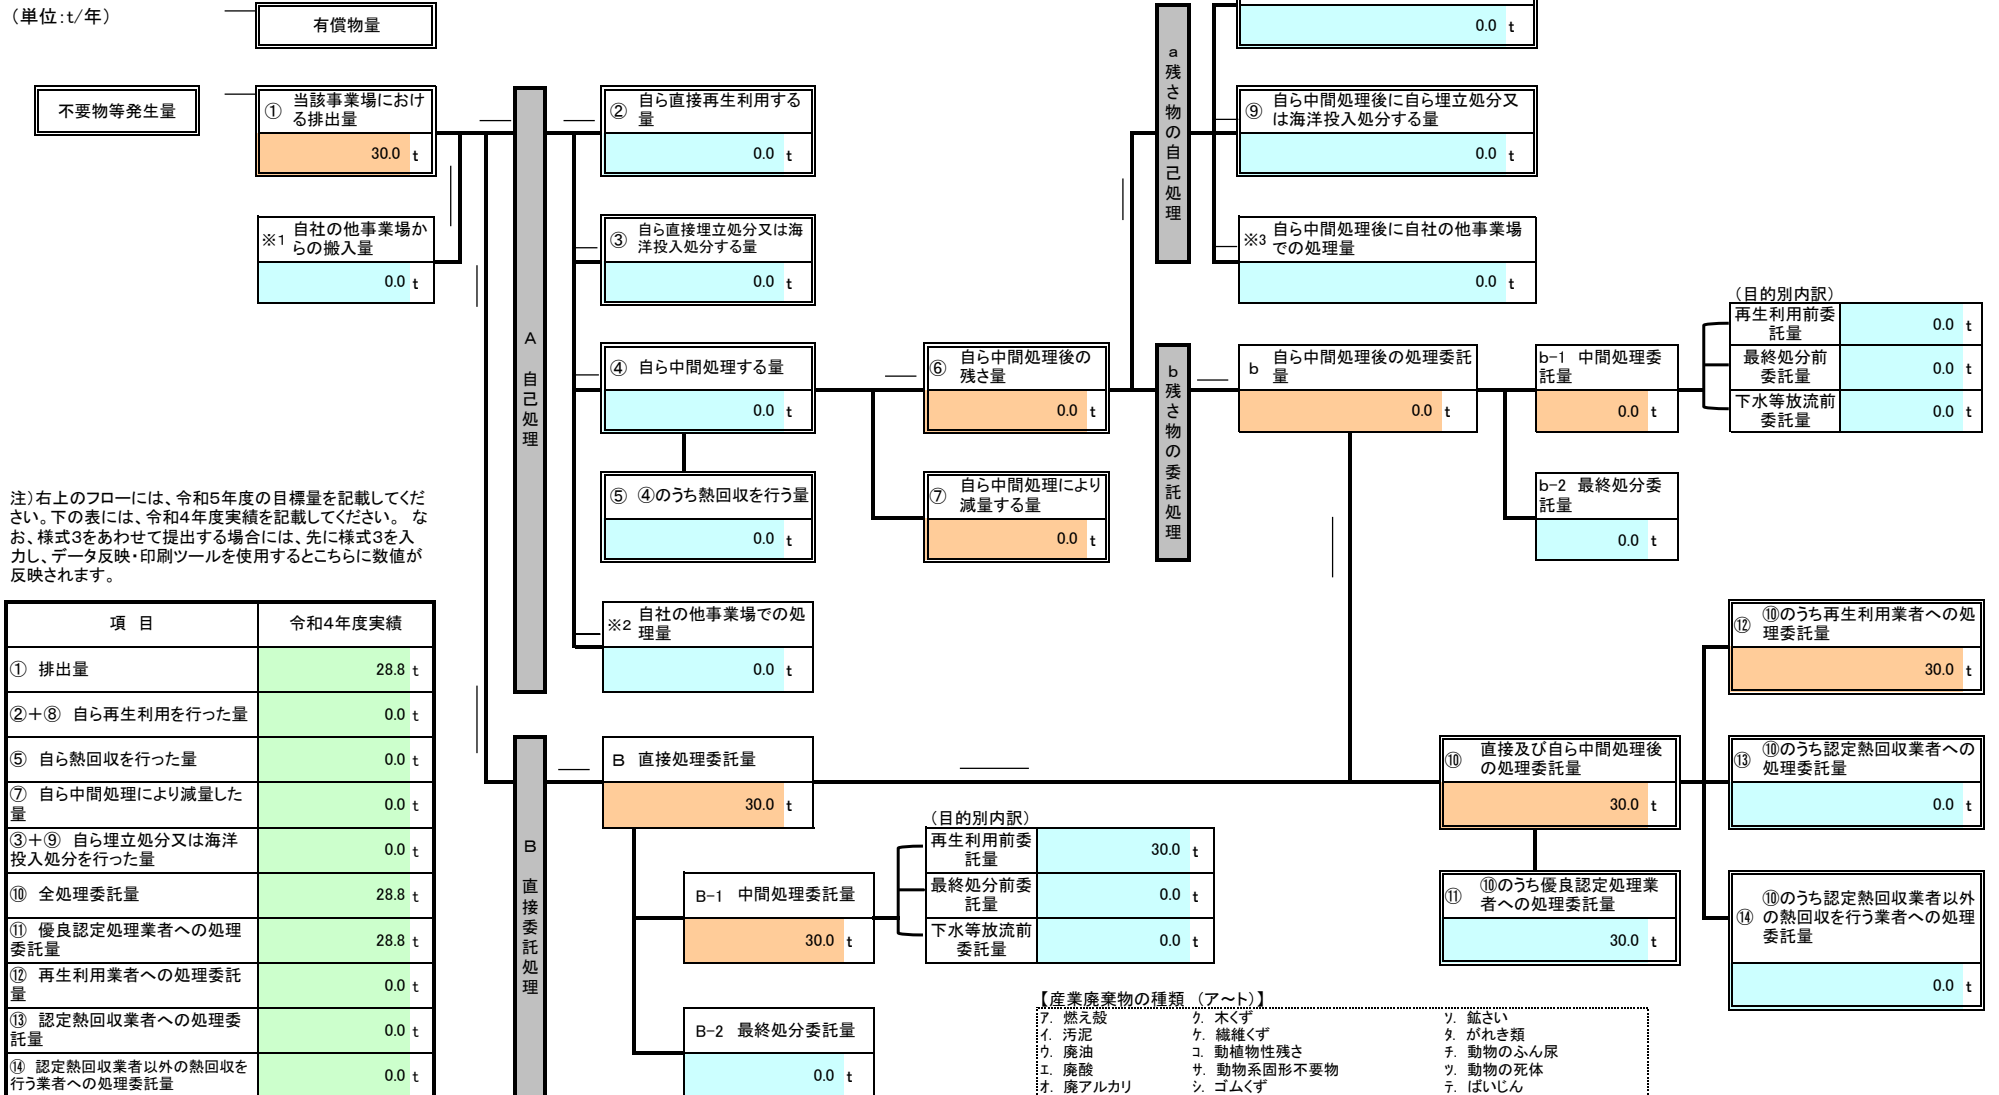 （単位：t/年）
有償物量
不要物等発生量
① 当該事業場におけ
る排出量
30.0 t
※1 自社の他事業場か
らの搬入量
0.0 t
A 自己処理
② 自ら直接再生利用する
量
0.0 t
③ 自ら直接埋立処分又は海
洋投入処分する量
0.0 t
④ 自ら中間処理する量
0.0 t
⑤ ④のうち熱回収を行う量
0.0 t
※2 自社の他事業場での処
理量
0.0 t
⑥ 自ら中間処理後の
残さ量
0.0 t
⑦ 自ら中間処理により
減量する量
0.0 t
a 残さ物の自己処理
0.0 t
⑨ 自ら中間処理後に自ら埋立処分又
は海洋投入処分する量
0.0 t
※3 自ら中間処理後に自社の他事業場
での処理量
0.0 t
b 残さ物の委託処理
b 自ら中間処理後の処理委託
量
0.0 t
b-1 中間処理委
託量
0.0 t
b-2 最終処分委
託量
0.0 t
（目的別内訳）
再生利用前委
託量
0.0 t
最終処分前
委託量
0.0 t
下水等放流前
委託量
0.0 t
注）右上のフローには、令和５年度の目標量を記載してくだ
さい。下の表には、令和４年度実績を記載してください。 な
お、様式３をあわせて提出する場合には、先に様式３を入
力し、データ反映・印刷ツールを使用するとこちらに数値が
反映されます。
項 目 令和４年度実績
① 排出量 28.8 t
②＋⑧ 自ら再生利用を行った量 0.0 t
⑤ 自ら熱回収を行った量 0.0 t
⑦ 自ら中間処理により減量した
量 0.0 t
③＋⑨ 自ら埋立処分又は海洋
投入処分を行った量 0.0 t
⑩ 全処理委託量 28.8 t
⑪ 優良認定処理業者への処理
委託量 28.8 t
⑫ 再生利用業者への処理委託
量 0.0 t
⑬ 認定熱回収業者への処理委
託量 0.0 t
⑭ 認定熱回収業者以外の熱回収を
行う業者への処理委託量 0.0 t
B 直接委託処理
B 直接処理委託量
30.0 t
B-1 中間処理委託量
30.0 t
B-2 最終処分委託量
0.0 t
（目的別内訳）
再生利用前委
託量
30.0 t
最終処分前委
託量
0.0 t
下水等放流前
委託量
0.0 t
⑩ 直接及び自ら中間処理後
の処理委託量
30.0 t
⑪ ⑩のうち優良認定処理業
者への処理委託量
30.0 t
⑫ ⑩のうち再生利用業者への処
理委託量
30.0 t
⑬ ⑩のうち認定熱回収業者への
処理委託量
0.0 t
⑭ ⑩のうち認定熱回収業者以外
の熱回収を行う業者への処理
委託量
0.0 t
【産業廃棄物の種類 （ア～ト）】
ｱ. 燃え殻 ｸ. 木くず ｿ. 鉱さい
ｲ. 汚泥 ｹ. 繊維くず ﾀ. がれき類
ｳ. 廃油 ｺ. 動植物性残さ ﾁ. 動物のふん尿
ｴ. 廃酸 ｻ. 動物系固形不要物 ﾂ. 動物の死体
ｵ. 廃アルカリ ｼ. ゴムくず ﾃ. ばいじん